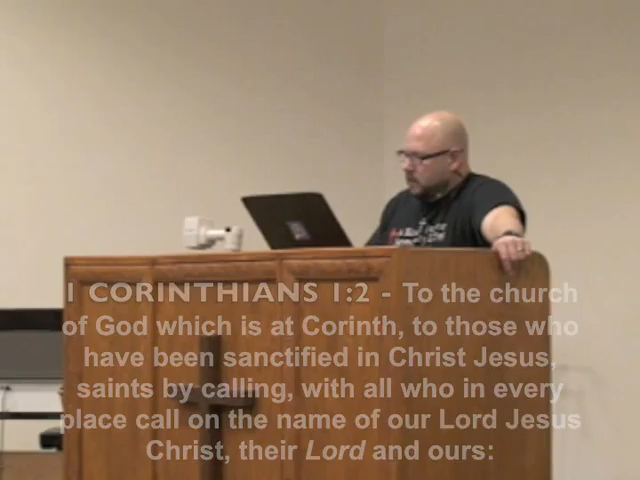 1 CORINTHIANS 1:2 - To the church
of God which is at Corinth, to those who
have been sanctified in Christ Jesus,
saints by calling, with all who in every
place call on the name of our Lord Jesus
Christ, their Lord and ours: